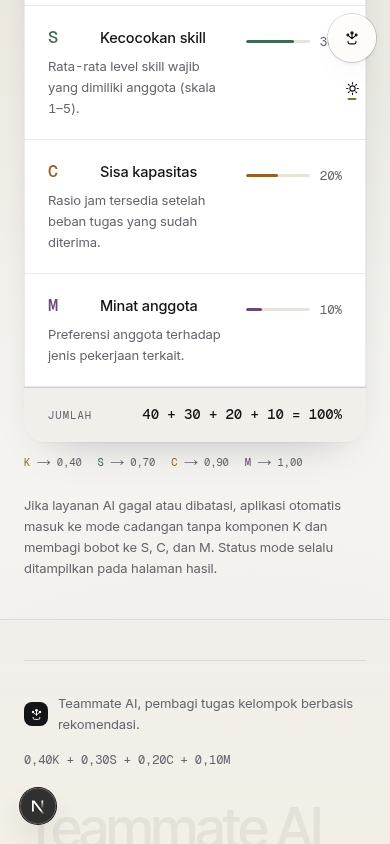 S Kecocokan skill
Rata-rata level skill wajib
yang dimiliki anggota (skala
1–5).
C Sisa kapasitas 20%
Rasio jam tersedia setelah
beban tugas yang sudah
diterima.
M Minat anggota 10%
Preferensi anggota terhadap
jenis pekerjaan terkait.
JUMLAH 40 + 30 + 20 + 10 = 100%
K → 0,40 S → 0,70 C → 0,90 M → 1,00
Jika layanan AI gagal atau dibatasi, aplikasi otomatis
masuk ke mode cadangan tanpa komponen K dan
membagi bobot ke S, C, dan M. Status mode selalu
ditampilkan pada halaman hasil.
Teammate AI, pembagi tugas kelompok berbasis
rekomendasi.
0,40K + 0,30S + 0,20C + 0,10M
N
Teammate AI